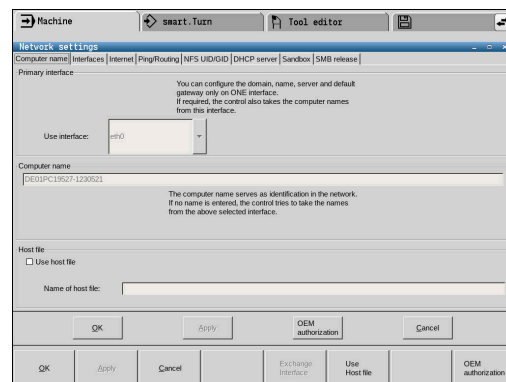 Machine
smart.Turn
Tool editor
Network settings
Computer name Interfaces Internet Ping/Routing NFS UID/GID DHCP server Sandbox SMB release
Primary interface
You can configure the domain, name, server and default
gateway only on ONE interface.
If required, the control also takes the computer names
from this interface.
Use interface:
eth0
Computer name
DE01PC19527-1230521
The computer name serves as identification in the network.
If no name is entered, the control tries to take the names
from the above selected interface.
Host file
Use host file
Name of host file:
OK
Apply
OEM
authorization
Cancel
OK
Apply
Cancel
Exchange
Interface
Use
Host file
OEM
authorization